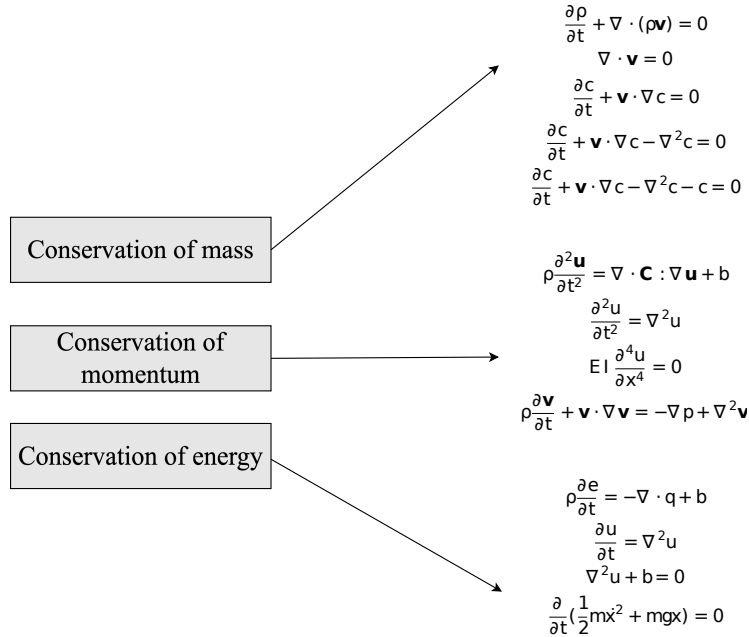 ∂ρ/∂t + ∇ · (ρ𝐯) = 0
∇ · 𝐯 = 0
∂c/∂t + 𝐯 · ∇c = 0
∂c/∂t + 𝐯 · ∇c − ∇²c = 0
∂c/∂t + 𝐯 · ∇c − ∇²c − c = 0
Conservation of mass
ρ ∂²𝐮/∂t² = ∇ · 𝐂 : ∇𝐮 + b
∂²u/∂t² = ∇²u
Conservation of
momentum
EI ∂⁴u/∂x⁴ = 0
ρ ∂𝐯/∂t + 𝐯 · ∇𝐯 = −∇p + ∇²𝐯
Conservation of energy
ρ ∂e/∂t = −∇ · q + b
∂u/∂t = ∇²u
∇²u + b = 0
∂/∂t (1/2 mẋ² + mgx) = 0